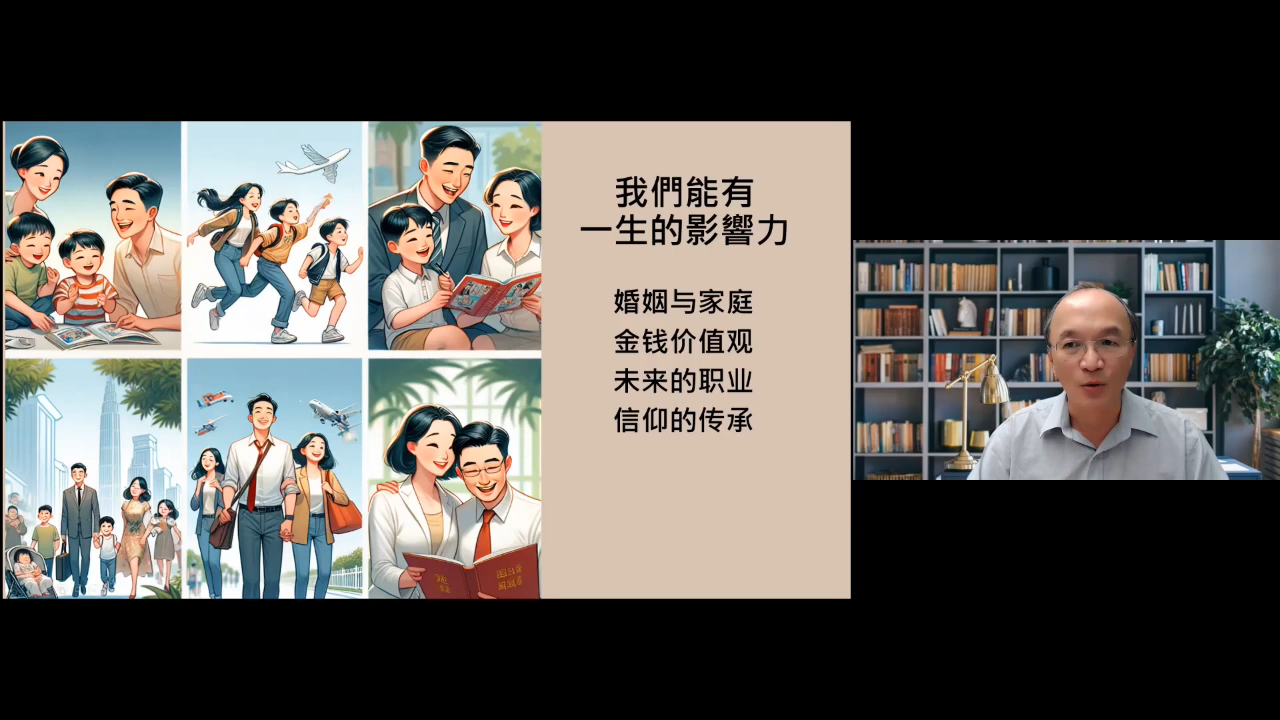 我們能有
一生的影響力
婚姻与家庭
金钱价值观
未来的职业
信仰的传承